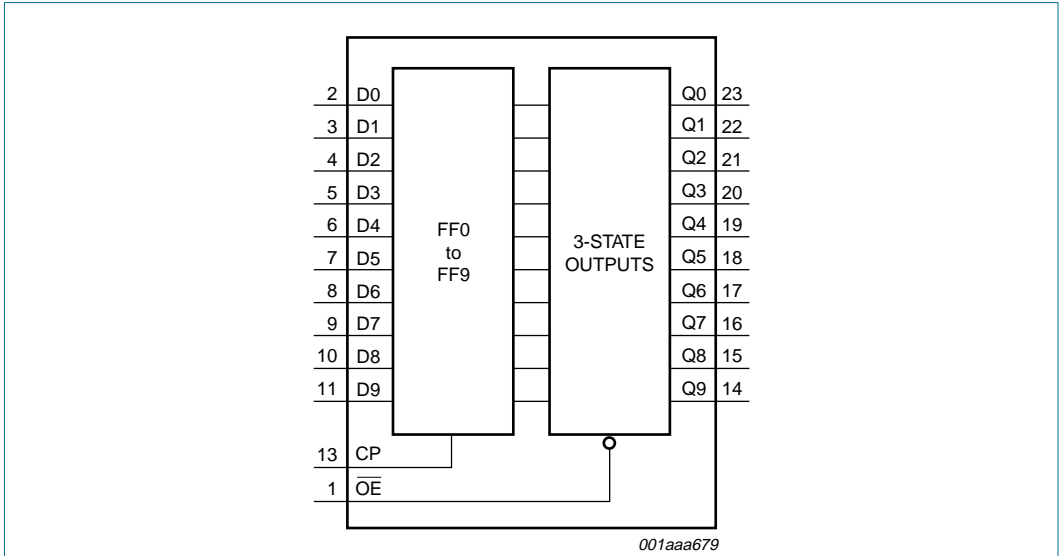 2 D0 Q0 23
3 D1 Q1 22
4 D2 Q2 21
5 D3 Q3 20
6 D4 FF0 Q4 19
to 3-STATE
7 D5 FF9 OUTPUTS Q5 18
8 D6 Q6 17
9 D7 Q7 16
10 D8 Q8 15
11 D9 Q9 14
13 CP
1 O̅E̅
001aaa679